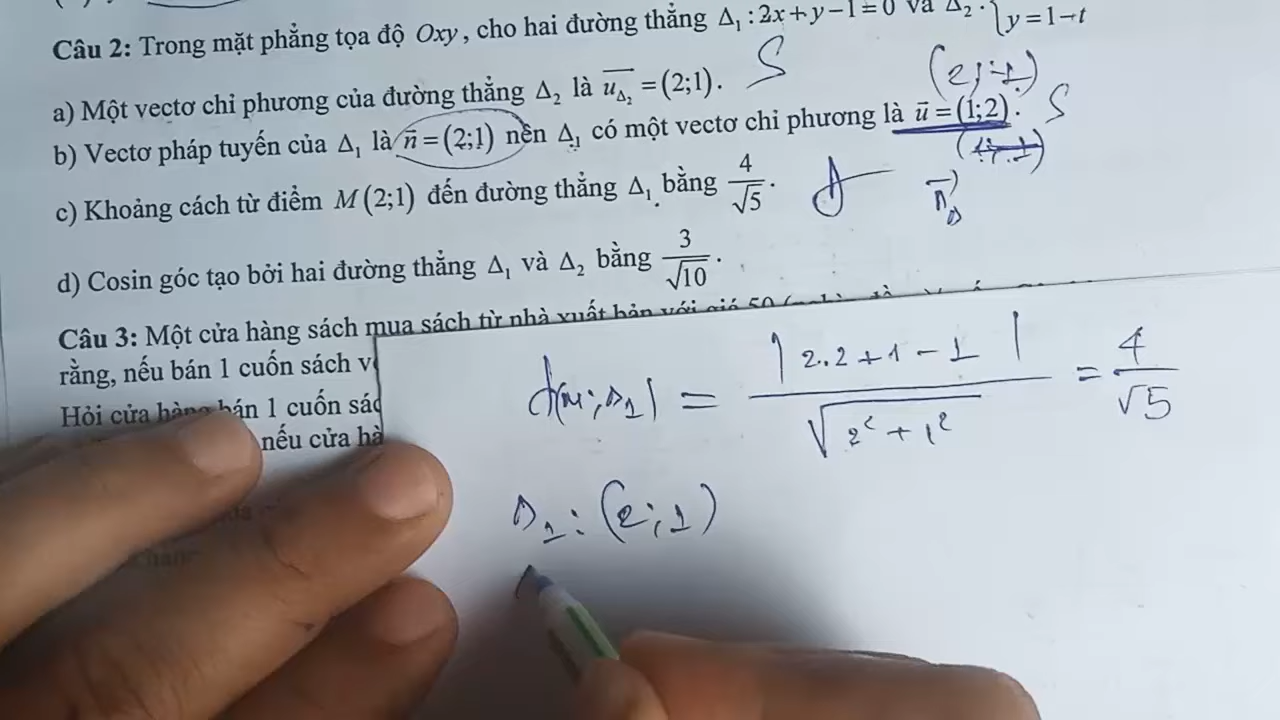 Câu 2: Trong mặt phẳng tọa độ Oxy, cho hai đường thẳng Δ₁ : 2x + y − 1 = 0 và Δ₂ : { y = 1 − t
a) Một vectơ chỉ phương của đường thẳng Δ₂ là u_Δ₂ = (2;1). S
(2;-1)
b) Vectơ pháp tuyến của Δ₁ là n⃗ = (2;1) nên Δ₁ có một vectơ chỉ phương là u⃗ = (1;2). S
c) Khoảng cách từ điểm M(2;1) đến đường thẳng Δ₁ bằng 4/√5. Đ
d) Cosin góc tạo bởi hai đường thẳng Δ₁ và Δ₂ bằng 3/√10.
Câu 3: Một cửa hàng sách mua sách từ nhà xuất bản với giá 50
rằng, nếu bán 1 cuốn sách
Hỏi cửa hàng bán 1 cuốn
nếu cửa
d(M;Δ₁) = |2.2+1−1| / √(2²+1²) = 4/√5
Δ₁ : (2;1)